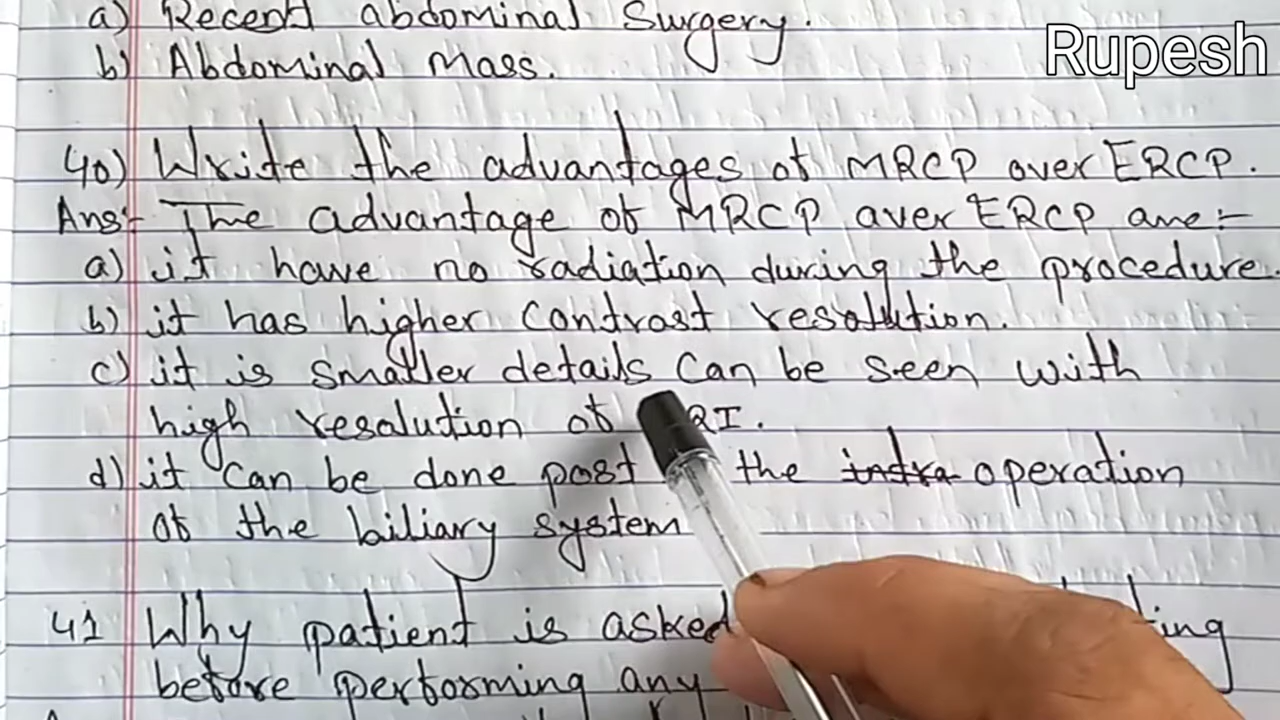 a) Recent abdominal Surgery.
Rupesh
b) Abdominal Mass.
40) Write the advantages of MRCP over ERCP.
Ans:- The advantage of MRCP over ERCP are:-
a) it have no radiation during the procedure.
b) it has higher Contrast resolution.
c) it is smaller details Can be seen with
high resolution of RI.
d) it Can be done post the intra operation
of the biliary system
41 Why patient is asked ting
before performing any